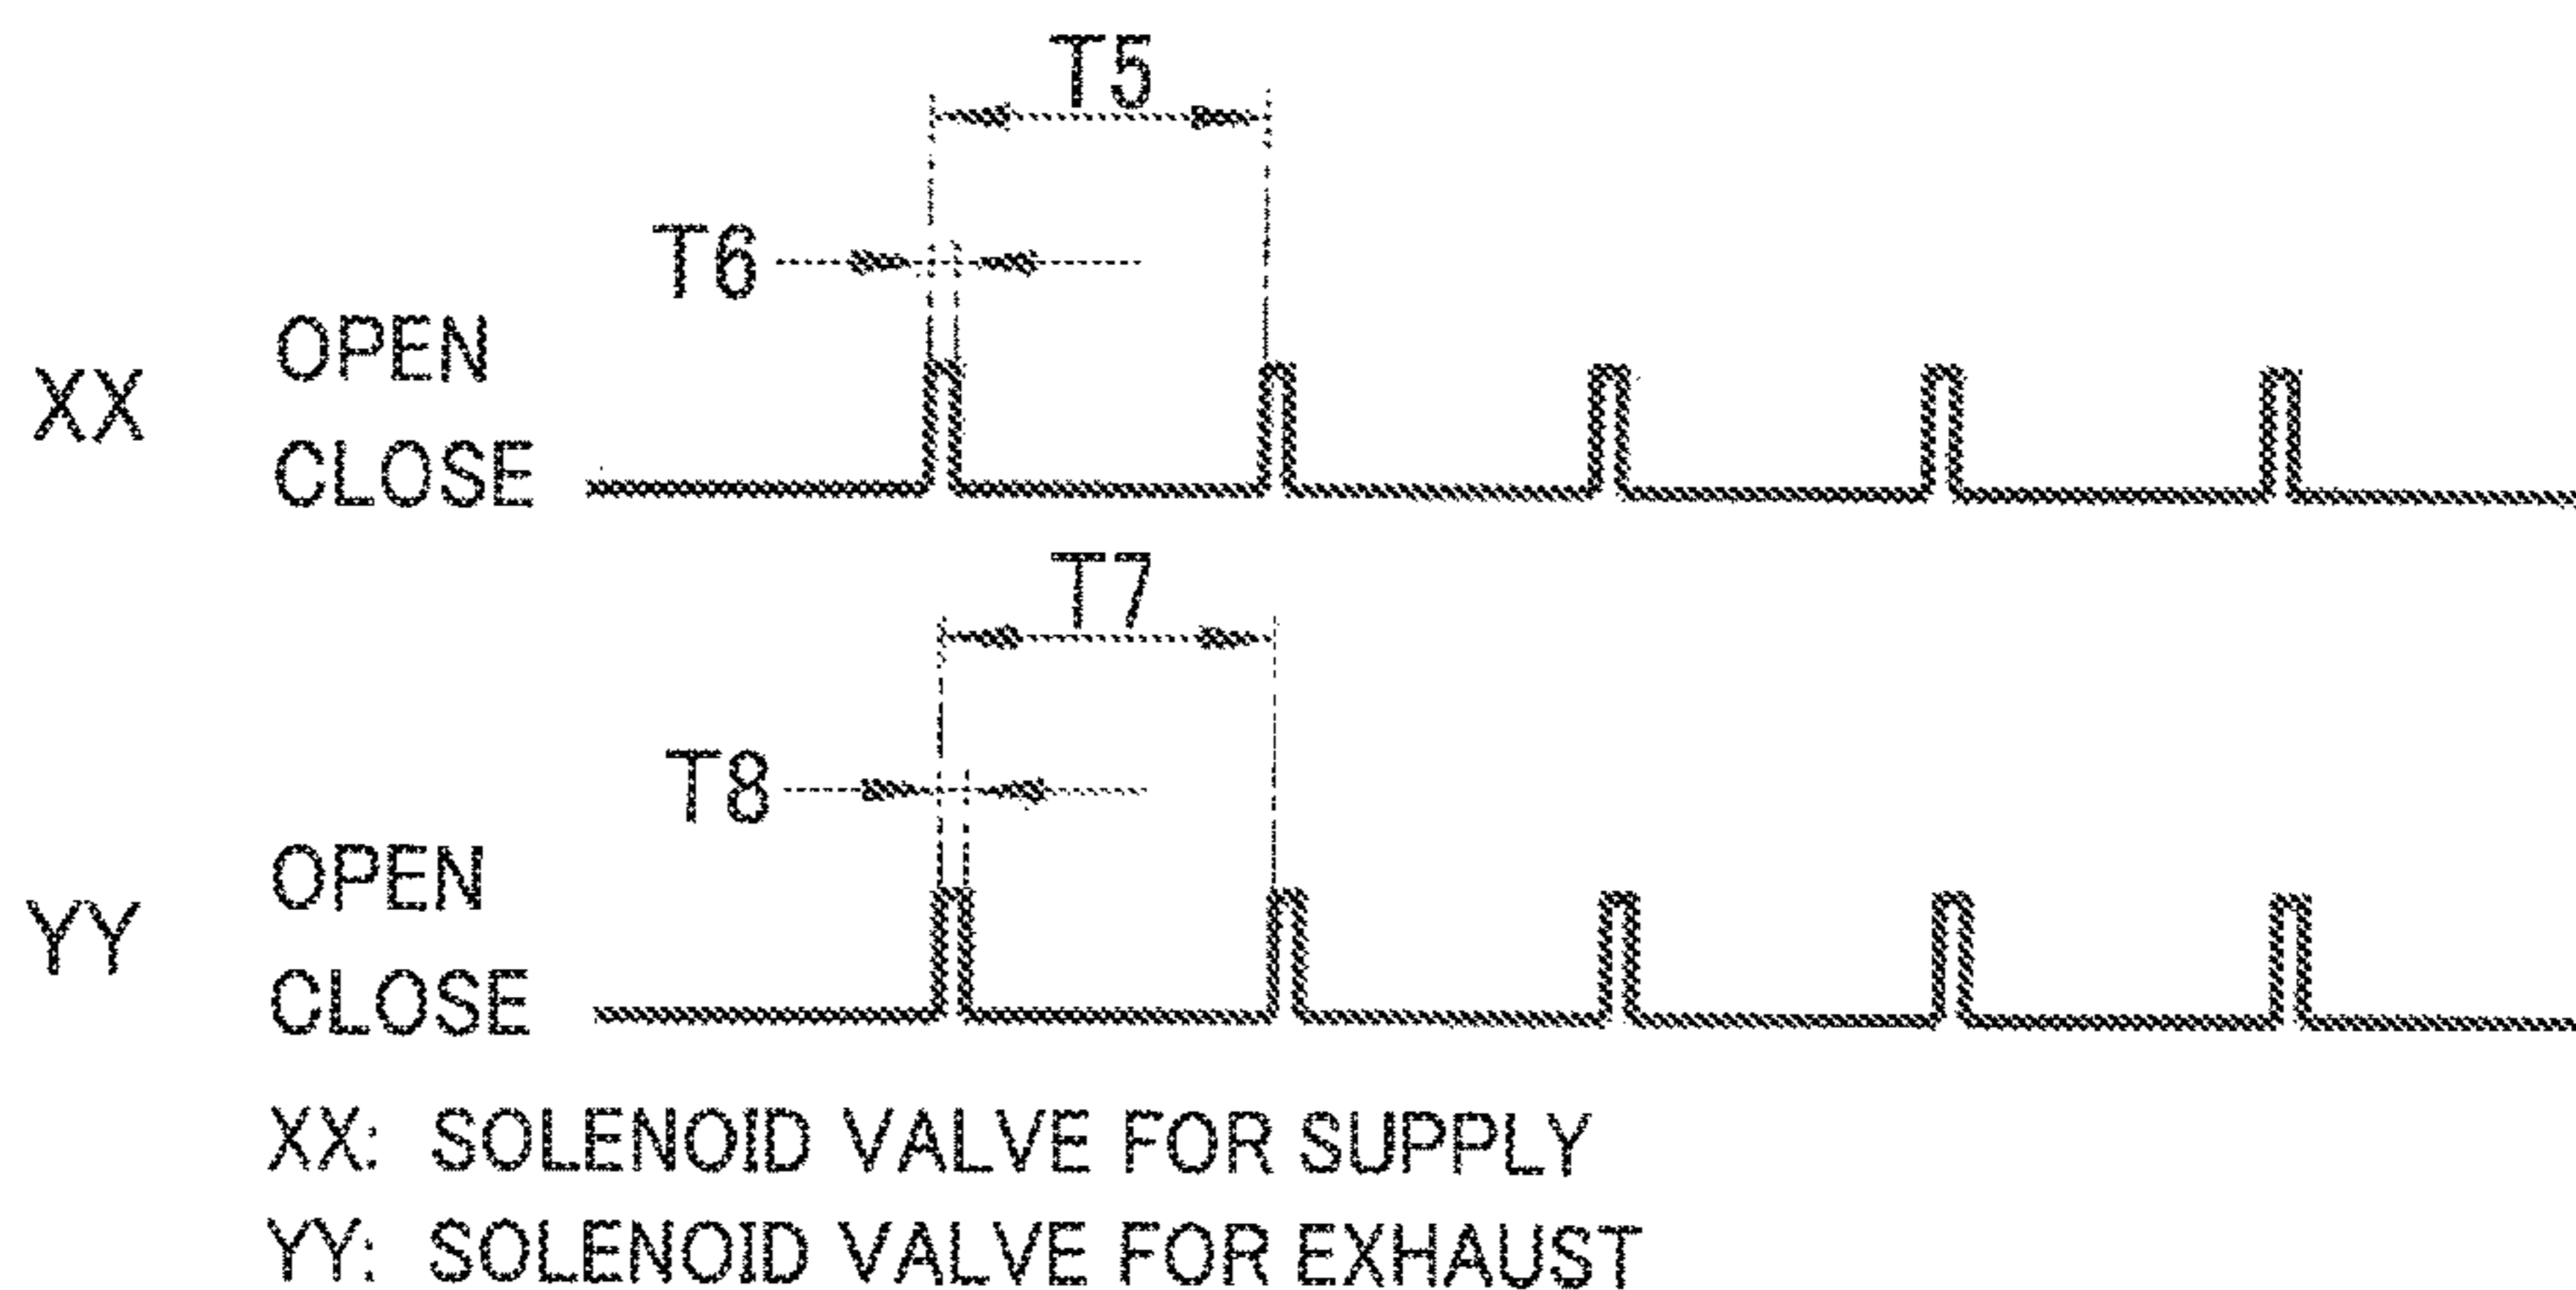 T5
T6
XX OPEN
CLOSE
T7
T8
YY OPEN
CLOSE
XX: SOLENOID VALVE FOR SUPPLY
YY: SOLENOID VALVE FOR EXHAUST